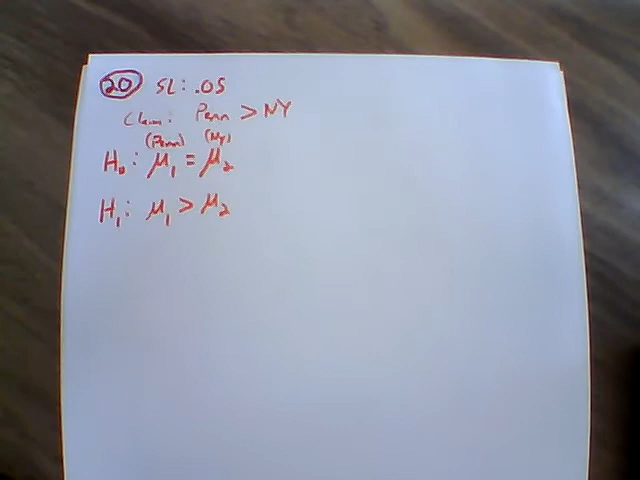 20 SL: .05
Claim: Penn > NY
(Penn) (NY)
H₀: μ₁ = μ₂
H₁: μ₁ > μ₂